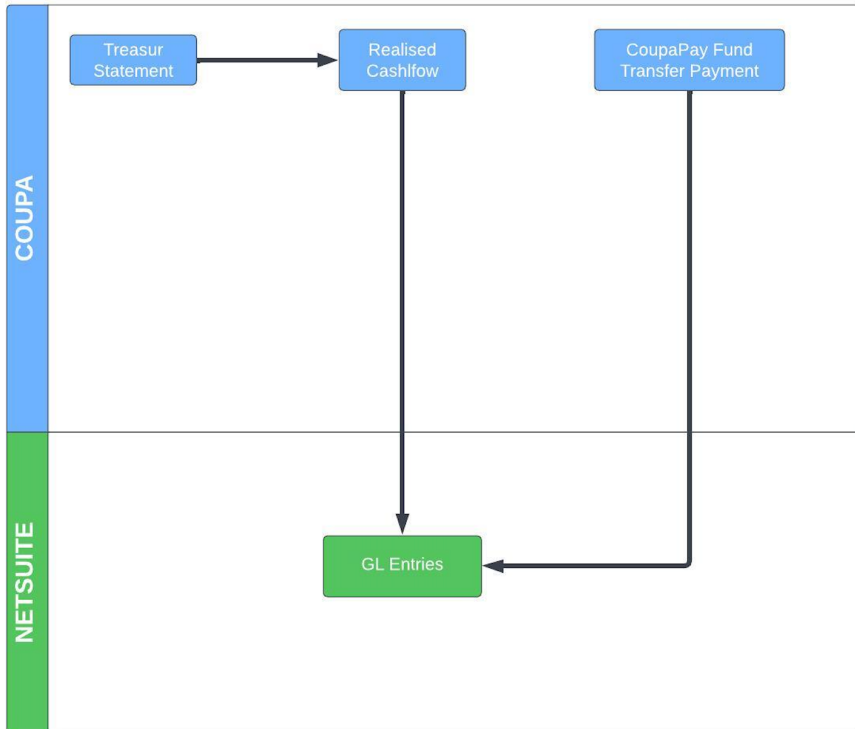 COUPA
Treasur
Statement
Realised
Cashlfow
CoupaPay Fund
Transfer Payment
NETSUITE
GL Entries